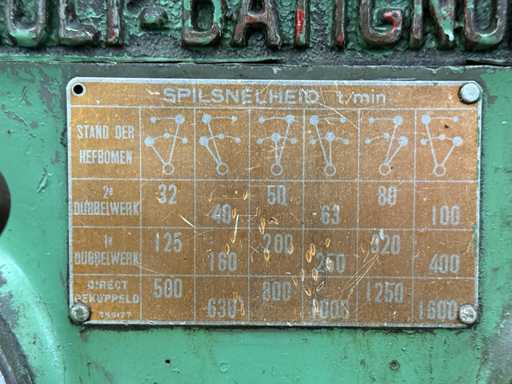 BATIGNO
SPILSNELHEID t/min
STAND DER
HEFBOMEN
2e DUBBELWERK 32 40 50 63 80 100
1e DUBBELWERK 125 160 200 250 320 400
DIRECT GEKOPPELD 500 630 800 1000 1250 1600